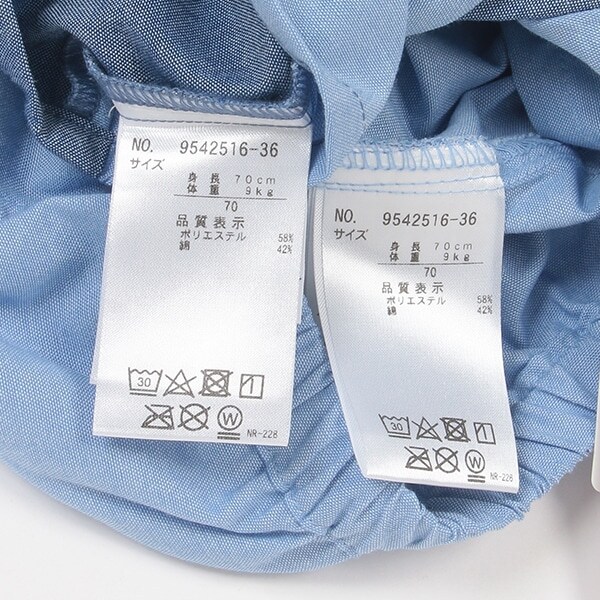 NO. 9542516-36
サイズ
身長 70cm
体重 9kg
70
品質表示
ポリエステル 58%
綿 42%
30
W
NR-228
NO. 9542516-36
サイズ
身長 70cm
体重 9kg
70
品質表示
ポリエステル 58%
綿 42%
30
W
NR-228